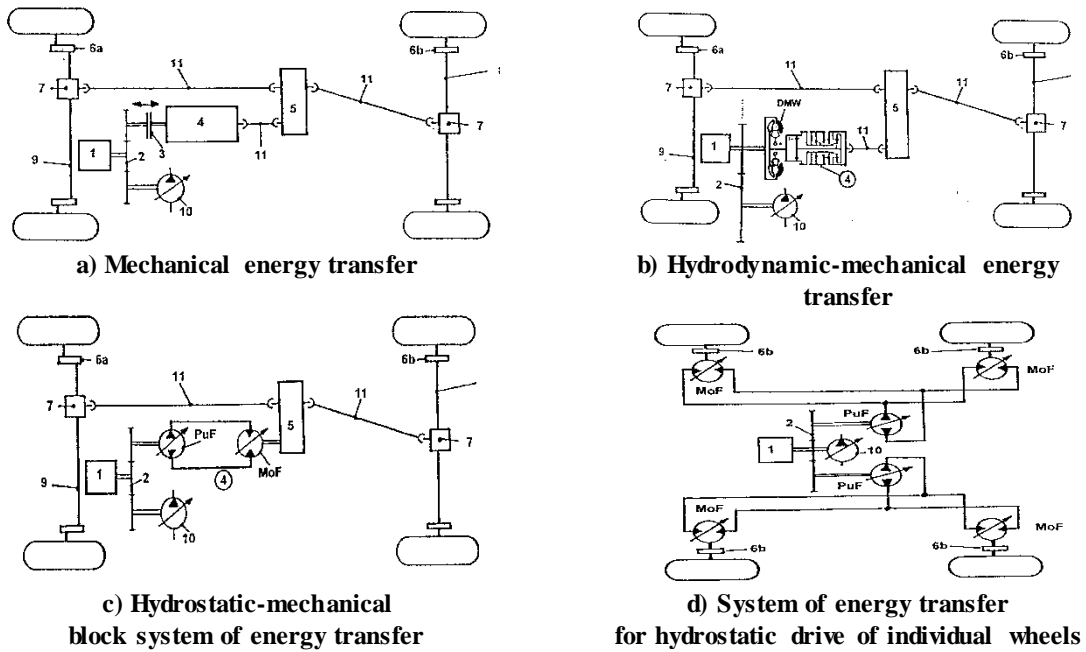 6a
6b
11
7
11
5
4
7
1
2
3
11
9
10
a) Mechanical energy transfer
6a
6b
11
7
11
5
DMW
1
11
7
9
2
4
10
b) Hydrodynamic-mechanical energy
transfer
6a
6b
11
7
11
PuF
5
7
1
MoF
2
4
9
10
c) Hydrostatic-mechanical
block system of energy transfer
6b
6b
MoF
MoF
PuF
2
1
10
PuF
MoF
MoF
6b
6b
d) System of energy transfer
for hydrostatic drive of individual wheels